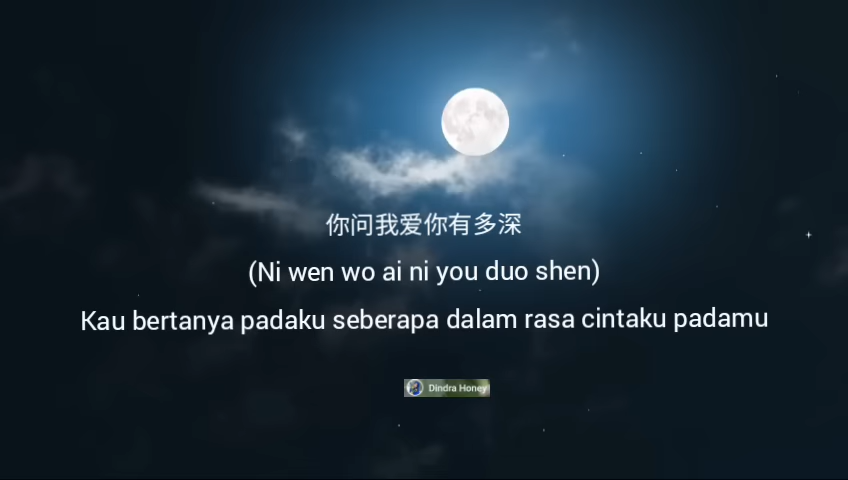 你问我爱你有多深
(Ni wen wo ai ni you duo shen)
Kau bertanya padaku seberapa dalam rasa cintaku padamu
Dindra Honey